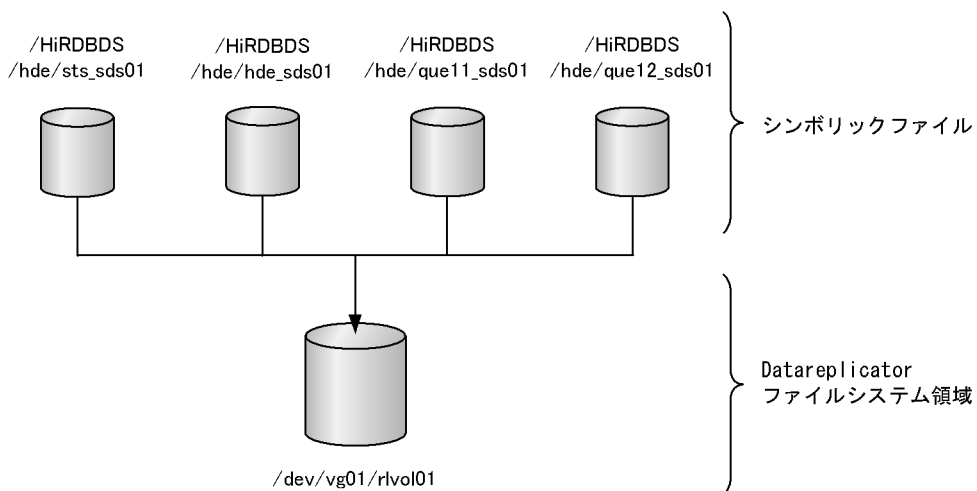 /HiRDBDS
/hde/sts_sds01
/HiRDBDS
/hde/hde_sds01
/HiRDBDS
/hde/que11_sds01
/HiRDBDS
/hde/que12_sds01
シンボリックファイル
Datareplicator
ファイルシステム領域
/dev/vg01/rlvol01